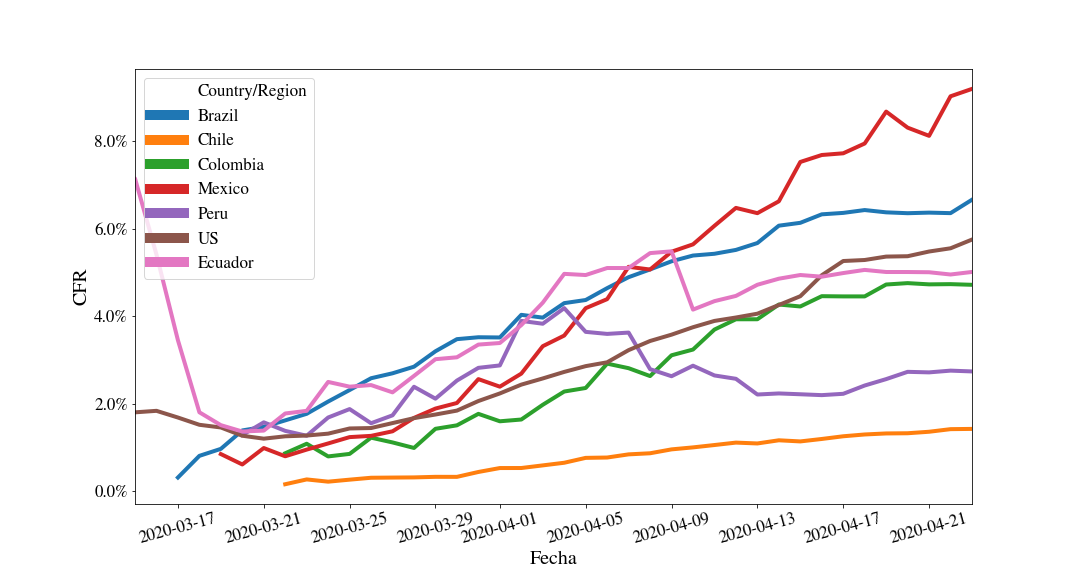 Country/Region
Brazil
Chile
Colombia
Mexico
Peru
US
Ecuador
8.0%
6.0%
4.0%
2.0%
0.0%
CFR
2020-03-17
2020-03-21
2020-03-25
2020-03-29
2020-04-01
2020-04-05
2020-04-09
2020-04-13
2020-04-17
2020-04-21
Fecha